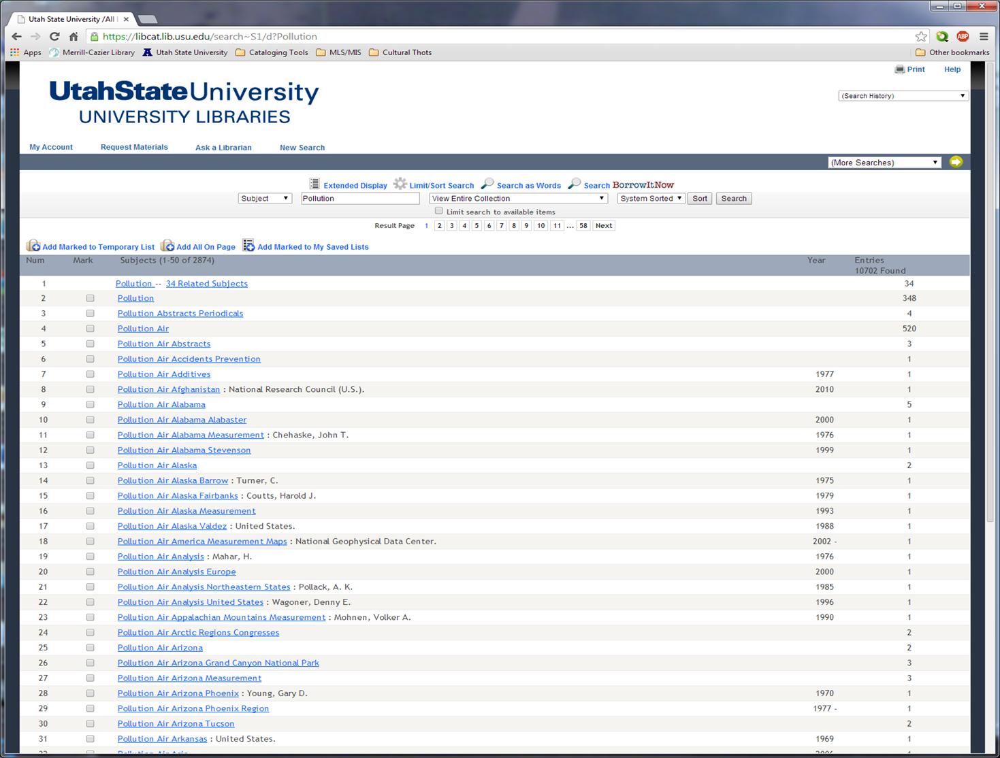 Utah State University /All
https://libcat.lib.usu.edu/search~S1/d?Pollution
ABP
Apps Merrill-Cazier Library Utah State University Cataloging Tools MLS/MIS Cultural Thots Other bookmarks
Print Help
UtahStateUniversity
UNIVERSITY LIBRARIES
(Search History)
My Account Request Materials Ask a Librarian New Search
(More Searches)
Extended Display Limit/Sort Search Search as Words Search BorrowItNow
Subject Pollution View Entire Collection System Sorted Sort Search
Limit search to available items
Result Page 1 2 3 4 5 6 7 8 9 10 11 ... 58 Next
Add Marked to Temporary List Add All On Page Add Marked to My Saved Lists
Num Mark Subjects (1-50 of 2874) Year Entries
10702 Found
1 Pollution -- 34 Related Subjects 34
2 Pollution 348
3 Pollution Abstracts Periodicals 4
4 Pollution Air 520
5 Pollution Air Abstracts 3
6 Pollution Air Accidents Prevention 1
7 Pollution Air Additives 1977 1
8 Pollution Air Afghanistan : National Research Council (U.S.). 2010 1
9 Pollution Air Alabama 5
10 Pollution Air Alabama Alabaster 2000 1
11 Pollution Air Alabama Measurement : Chehaske, John T. 1976 1
12 Pollution Air Alabama Stevenson 1999 1
13 Pollution Air Alaska 2
14 Pollution Air Alaska Barrow : Turner, C. 1975 1
15 Pollution Air Alaska Fairbanks : Coutts, Harold J. 1979 1
16 Pollution Air Alaska Measurement 1993 1
17 Pollution Air Alaska Valdez : United States. 1988 1
18 Pollution Air America Measurement Maps : National Geophysical Data Center. 2002 - 1
19 Pollution Air Analysis : Mahar, H. 1976 1
20 Pollution Air Analysis Europe 2000 1
21 Pollution Air Analysis Northeastern States : Pollack, A. K. 1985 1
22 Pollution Air Analysis United States : Wagoner, Denny E. 1996 1
23 Pollution Air Appalachian Mountains Measurement : Mohnen, Volker A. 1990 1
24 Pollution Air Arctic Regions Congresses 2
25 Pollution Air Arizona 2
26 Pollution Air Arizona Grand Canyon National Park 3
27 Pollution Air Arizona Measurement 3
28 Pollution Air Arizona Phoenix : Young, Gary D. 1970 1
29 Pollution Air Arizona Phoenix Region 1977 - 1
30 Pollution Air Arizona Tucson 2
31 Pollution Air Arkansas : United States. 1969 1